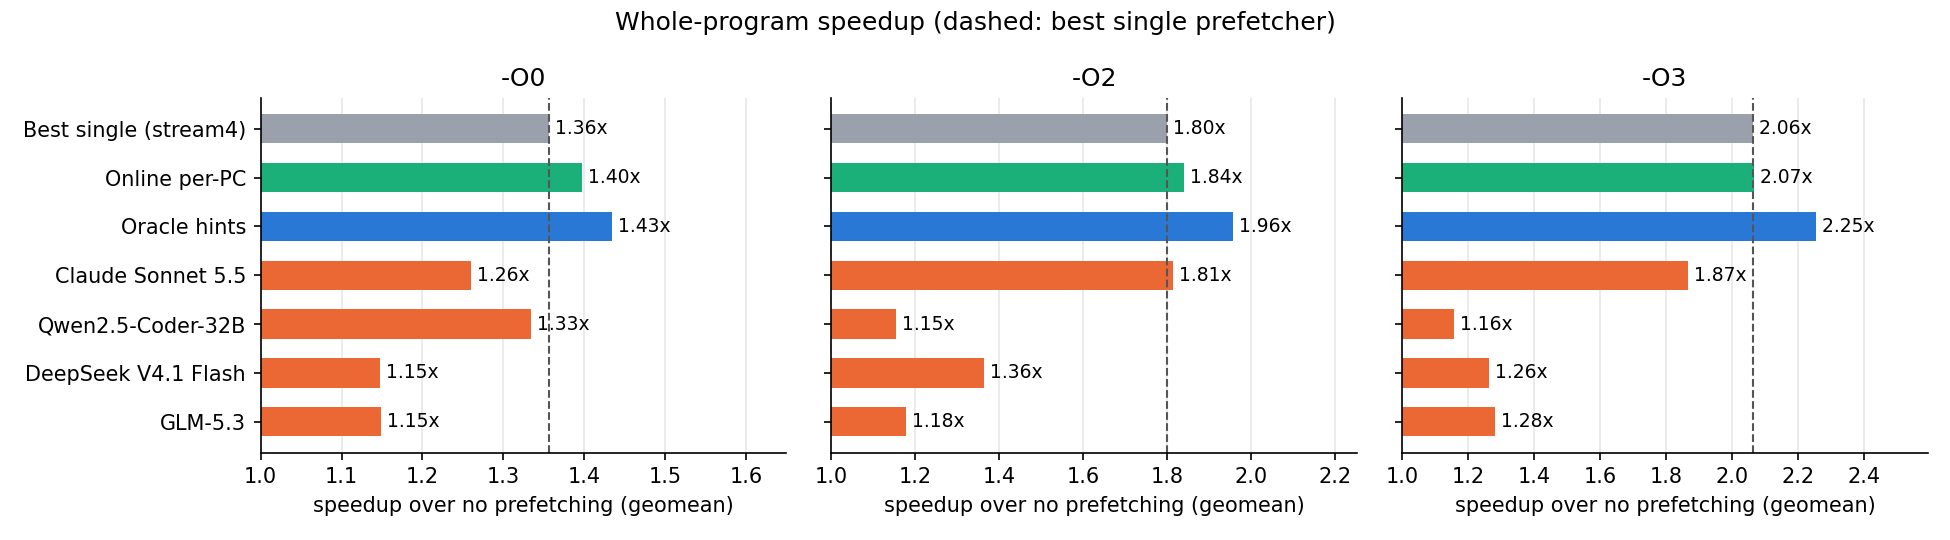 Whole-program speedup (dashed: best single prefetcher)
-O0
Best single (stream4) 1.36x
Online per-PC 1.40x
Oracle hints 1.43x
Claude Sonnet 5.5 1.26x
Qwen2.5-Coder-32B 1.33x
DeepSeek V4.1 Flash 1.15x
GLM-5.3 1.15x
1.0 1.1 1.2 1.3 1.4 1.5 1.6
speedup over no prefetching (geomean)
-O2
1.80x
1.84x
1.96x
1.81x
1.15x
1.36x
1.18x
1.0 1.2 1.4 1.6 1.8 2.0 2.2
speedup over no prefetching (geomean)
-O3
2.06x
2.07x
2.25x
1.87x
1.16x
1.26x
1.28x
1.0 1.2 1.4 1.6 1.8 2.0 2.2 2.4
speedup over no prefetching (geomean)